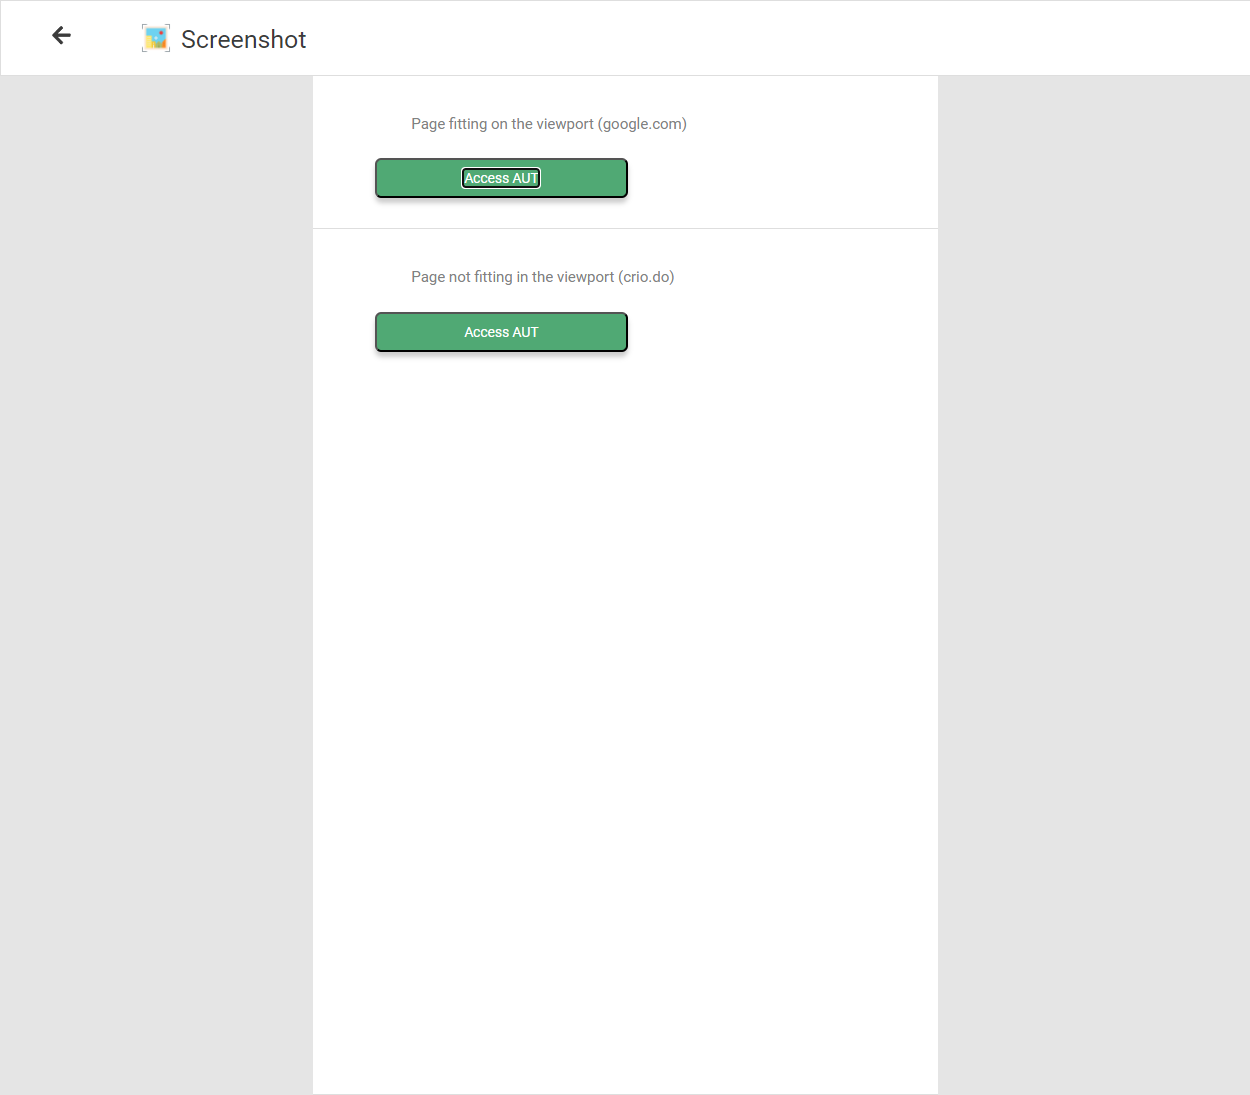 Screenshot
Page fitting on the viewport (google.com)
Access AUT
Page not fitting in the viewport (crio.do)
Access AUT